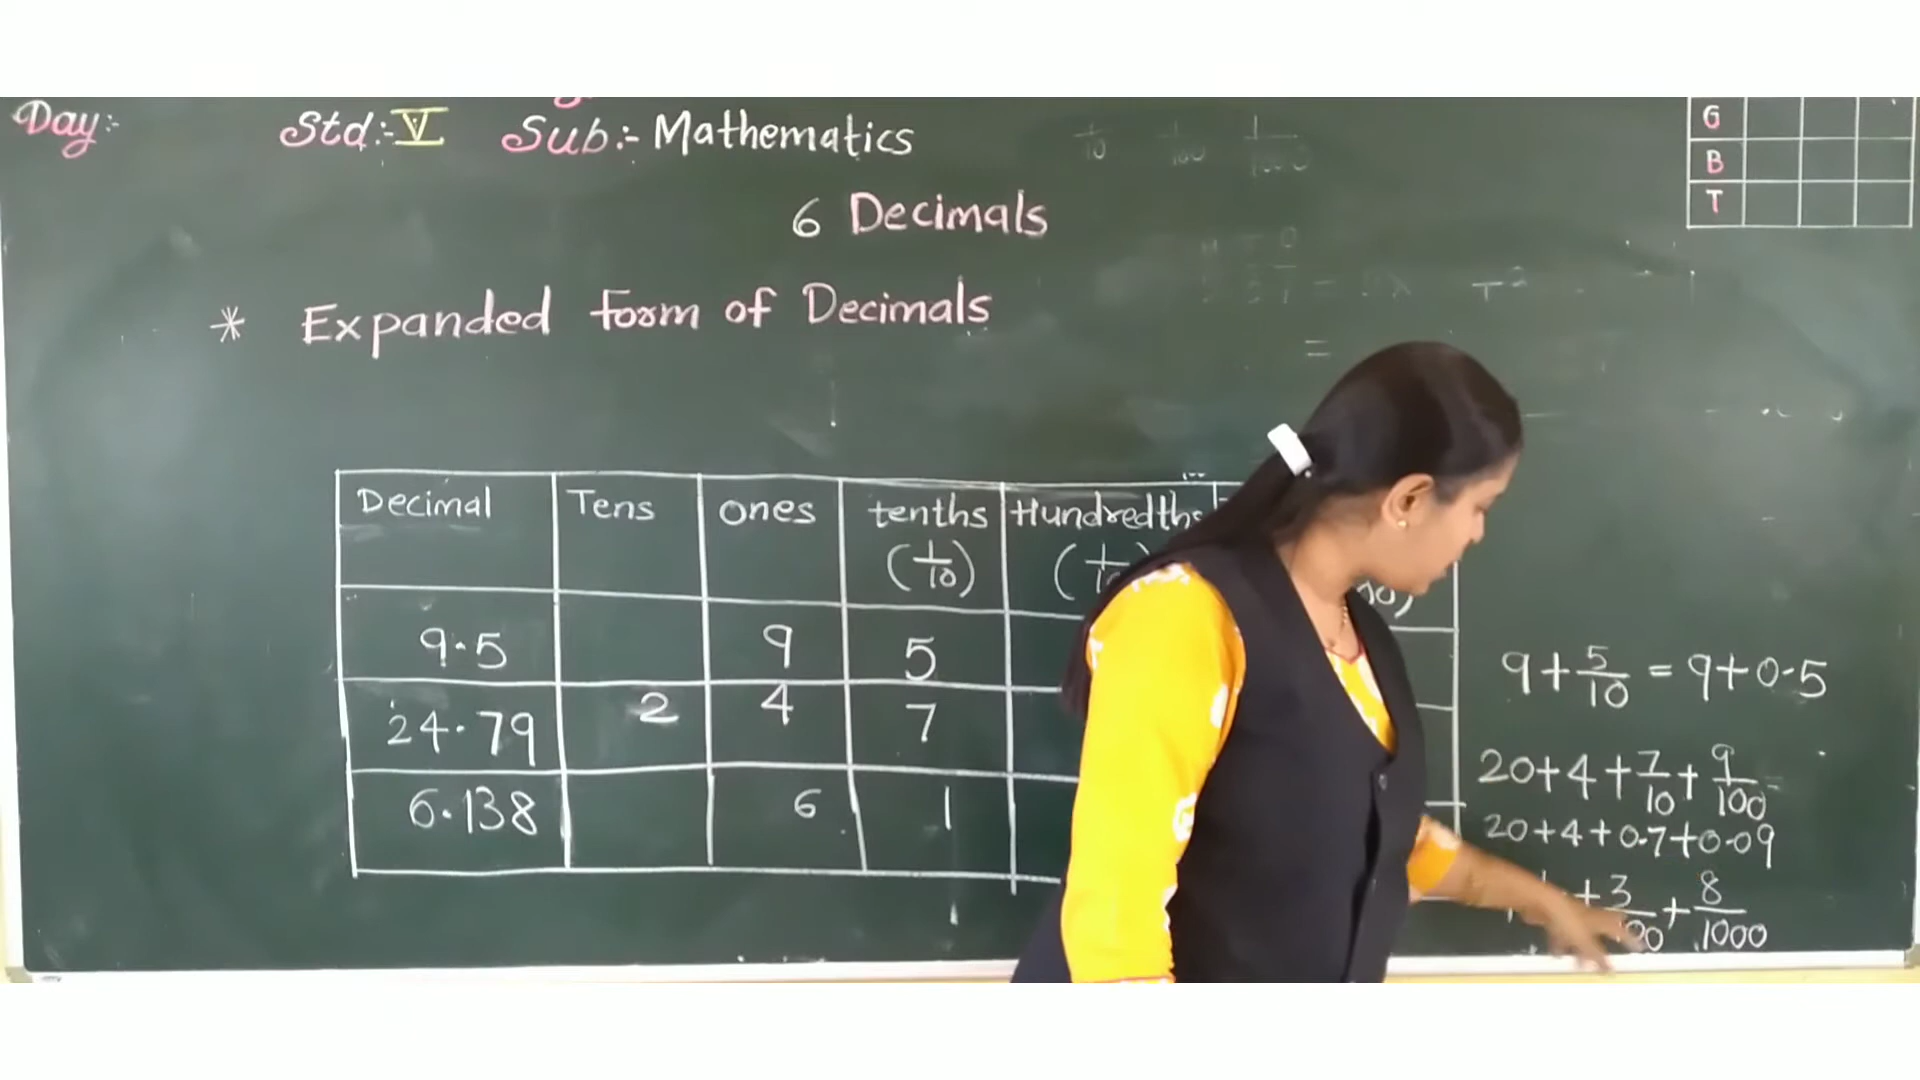 Day:-
Std:- V Sub:- Mathematics
G
B
T
6 Decimals
* Expanded form of Decimals
Decimal Tens ones tenths Hundredths
(1/10)
9.5 9 5
9 + 5/10 = 9+0.5
24.79 2 4 7
20+4+7/10+9/100=
6.138 6 1
20+4+0.7+0.09
+3/100+8/1000